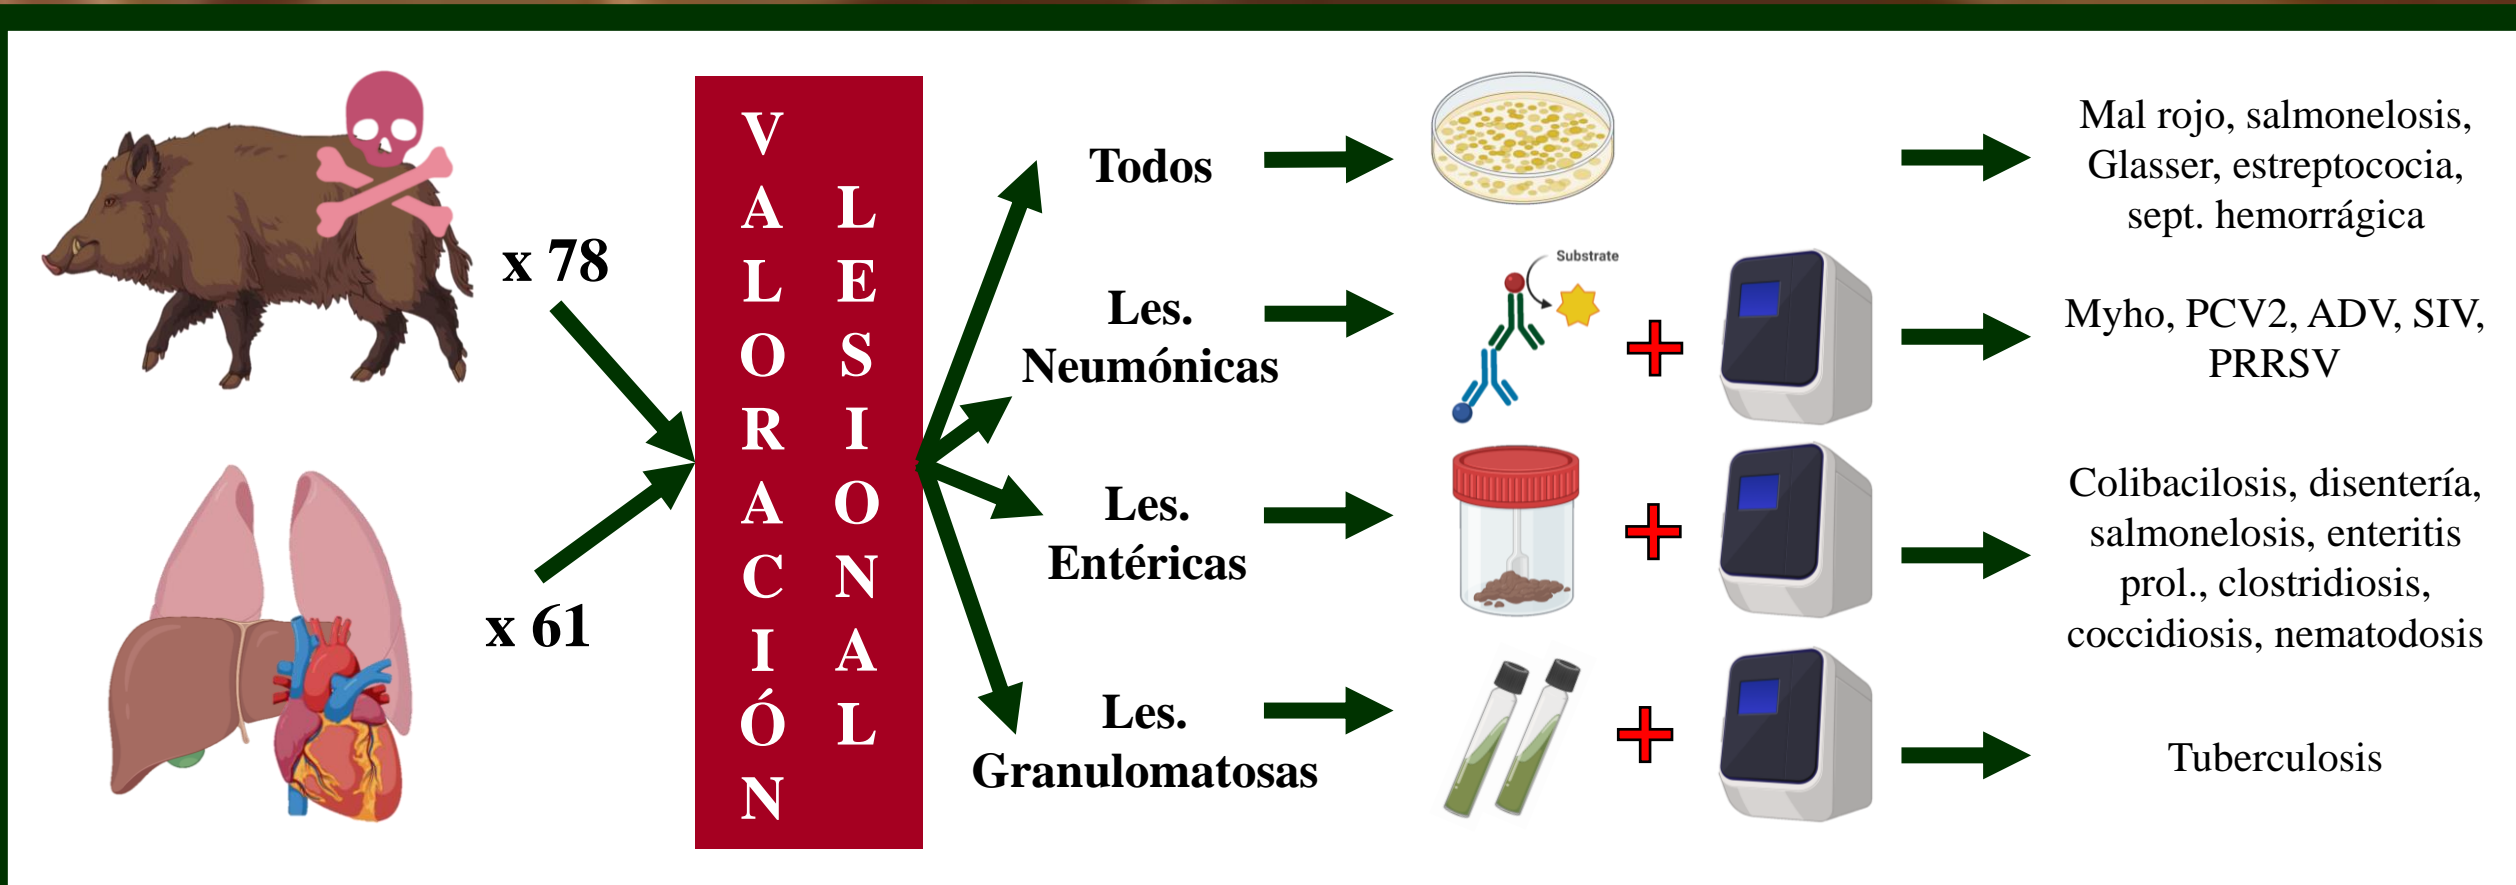 x 78
x 61
VALORACIÓN
LESIONAL
Todos
Mal rojo, salmonelosis,
Glasser, estreptococia,
sept. hemorrágica
Les.
Neumónicas
Substrate
Myho, PCV2, ADV, SIV,
PRRSV
Les.
Entéricas
Colibacilosis, disentería,
salmonelosis, enteritis
prol., clostridiosis,
coccidiosis, nematodosis
Les.
Granulomatosas
Tuberculosis